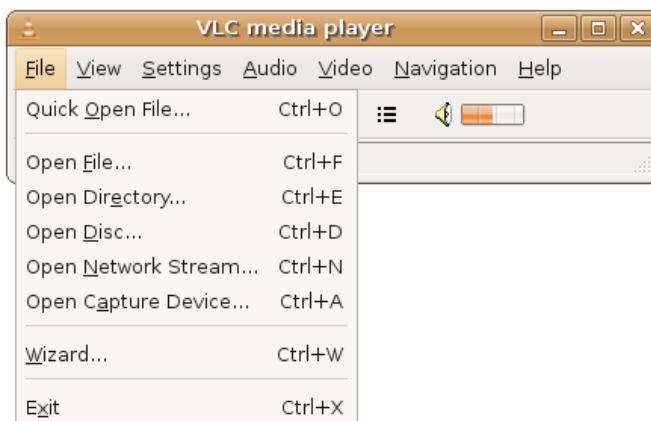 VLC media player
File View Settings Audio Video Navigation Help
Quick Open File... Ctrl+O
Open File... Ctrl+F
Open Directory... Ctrl+E
Open Disc... Ctrl+D
Open Network Stream... Ctrl+N
Open Capture Device... Ctrl+A
Wizard... Ctrl+W
Exit Ctrl+X